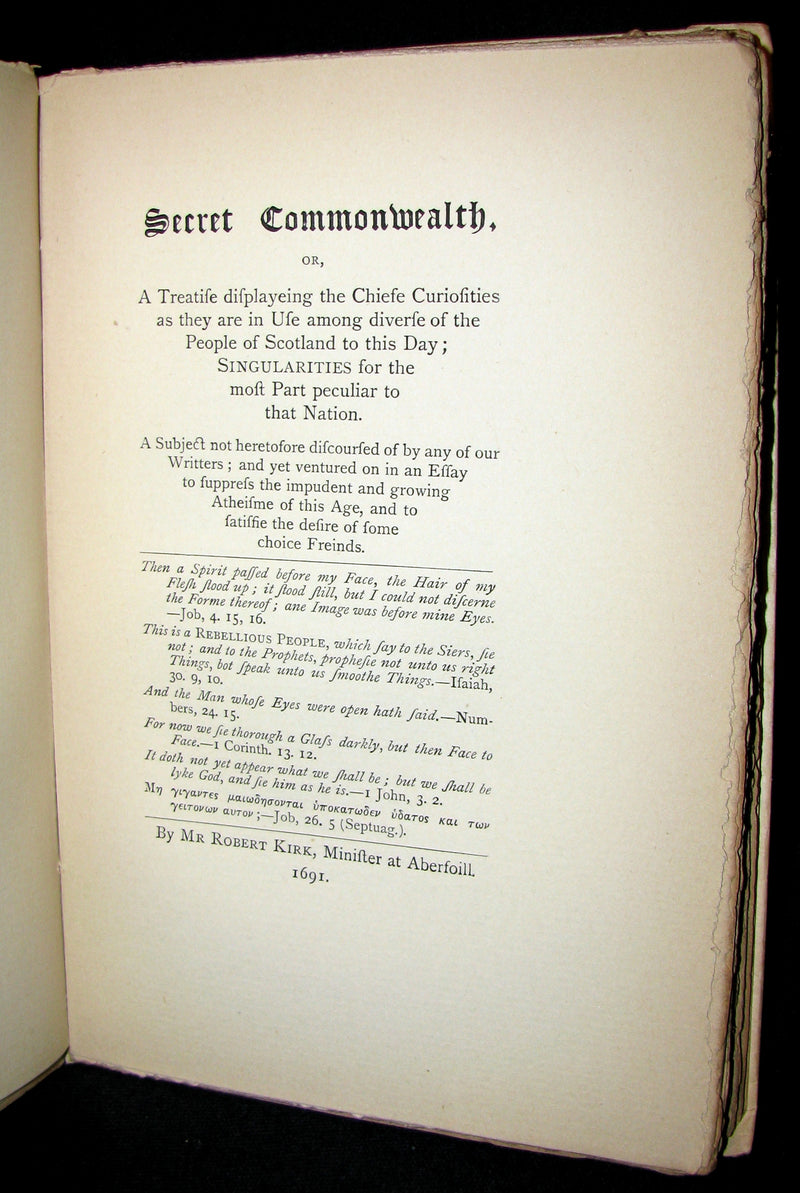 Secret Commonwealth,
OR,
A Treatiſe diſplayeing the Chiefe Curioſities
as they are in Uſe among diverſe of the
People of Scotland to this Day;
SINGULARITIES for the
moſt Part peculiar to
that Nation.
A Subject not heretofore diſcourſed of by any of our
Writters; and yet ventured on in an Eſſay
to ſuppreſs the impudent and growing
Atheiſme of this Age, and to
ſatiſfie the deſire of ſome
choice Freinds.
Then a Spirit paſſed before my Face, the Hair of my
Fleſh ſtood up; it ſtood ſtill, but I could not diſcerne
the Forme thereof; ane Image was before mine Eyes.
—Job, 4. 15, 16.
This is a REBELLIOUS PEOPLE, which ſay to the Siers, ſie
not; and to the Prophets, propheſie not unto us right
Things, bot ſpeak unto us ſmoothe Things.—Iſaiah,
30. 9, 10.
And the Man whoſe Eyes were open hath ſaid.—Num-
bers, 24. 15.
For now we ſie thorough a Glaſs darkly, but then Face to
Face.—1 Corinth. 13. 12.
It doth not yet appear what we ſhall be; but we ſhall be
lyke God, and ſie him as he is.—1 John, 3. 2.
Μη γιγαντες μαιωθησονται ὑποκατωθεν ὑδατος και των
γειτονων αυτου;—Job, 26. 5 (Septuag.).
By MR ROBERT KIRK, Miniſter at Aberfoill.
1691.